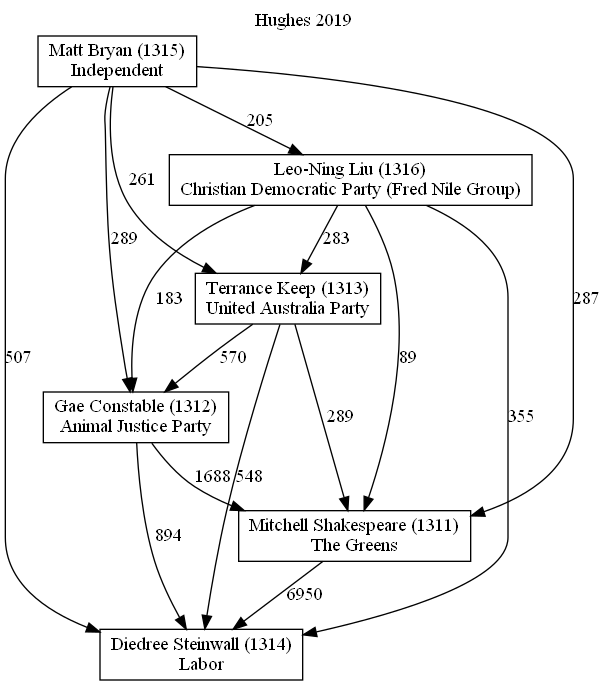 Hughes 2019
Matt Bryan (1315)
Independent
205
Leo-Ning Liu (1316)
Christian Democratic Party (Fred Nile Group)
261
289
183
283
Terrance Keep (1313)
United Australia Party
287
507
570
89
355
Gae Constable (1312)
Animal Justice Party
289
1688
548
894
Mitchell Shakespeare (1311)
The Greens
6950
Diedree Steinwall (1314)
Labor